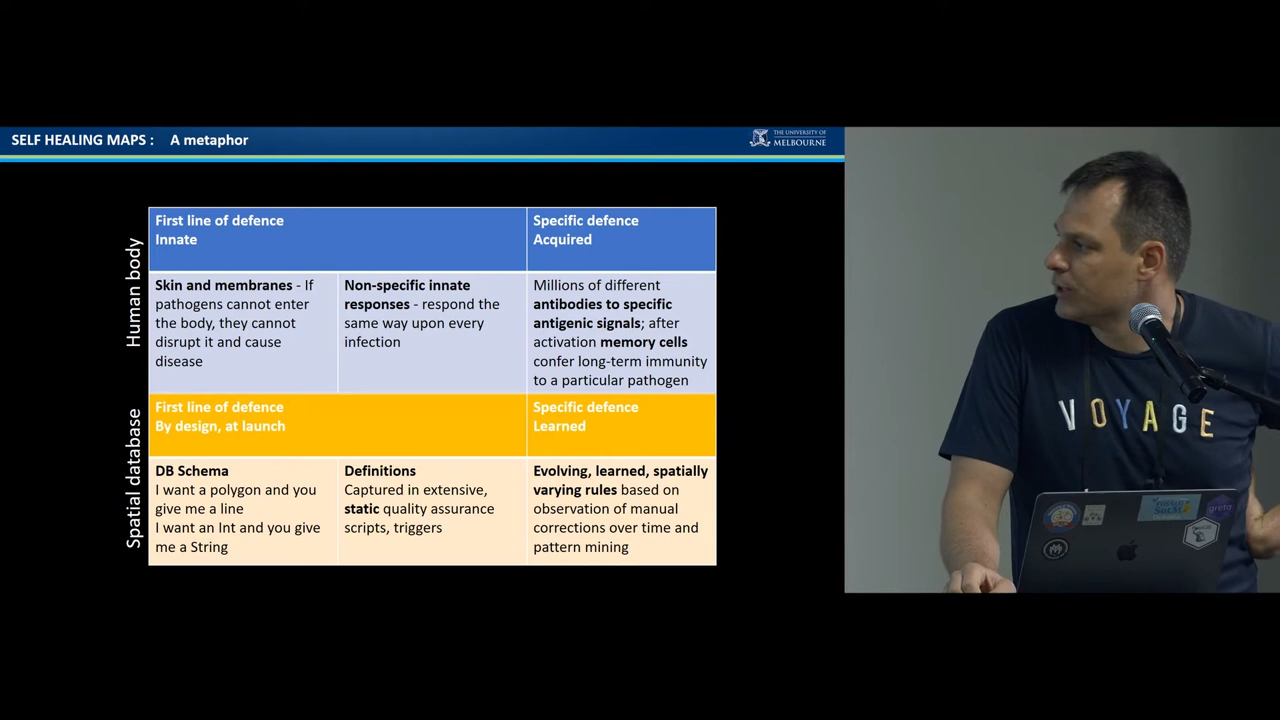 SELF HEALING MAPS : A metaphor
THE UNIVERSITY OF
MELBOURNE
Human body
First line of defence
Innate
Specific defence
Acquired
Skin and membranes - If
pathogens cannot enter
the body, they cannot
disrupt it and cause
disease
Non-specific innate
responses - respond the
same way upon every
infection
Millions of different
antibodies to specific
antigenic signals; after
activation memory cells
confer long-term immunity
to a particular pathogen
Spatial database
First line of defence
By design, at launch
Specific defence
Learned
DB Schema
I want a polygon and you
give me a line
I want an Int and you give
me a String
Definitions
Captured in extensive,
static quality assurance
scripts, triggers
Evolving, learned, spatially
varying rules based on
observation of manual
corrections over time and
pattern mining
VOYAGE
greta